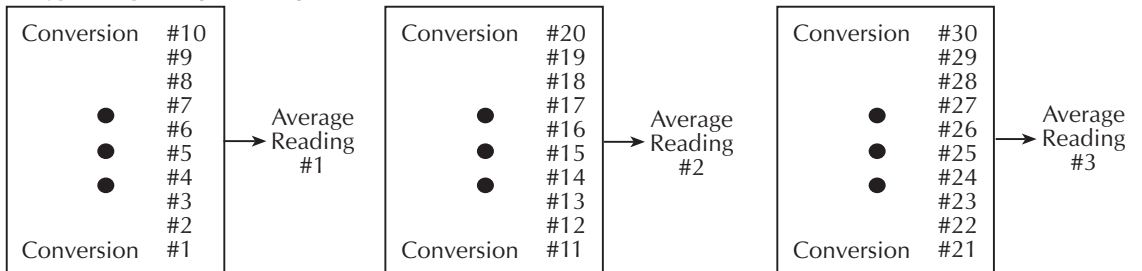 Conversion #10
#9
#8
#7
#6
#5
#4
#3
#2
Conversion #1
Average
Reading
#1
Conversion #20
#19
#18
#17
#16
#15
#14
#13
#12
Conversion #11
Average
Reading
#2
Conversion #30
#29
#28
#27
#26
#25
#24
#23
#22
Conversion #21
Average
Reading
#3